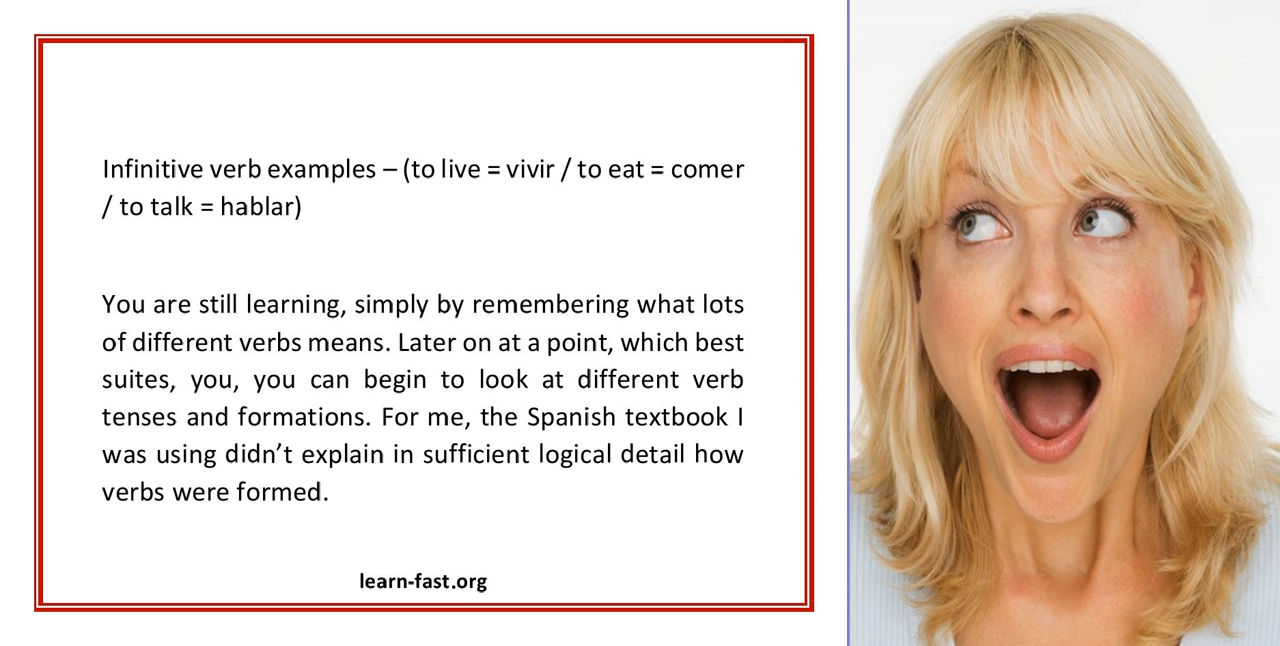 Infinitive verb examples – (to live = vivir / to eat = comer
/ to talk = hablar)
You are still learning, simply by remembering what lots
of different verbs means. Later on at a point, which best
suites, you, you can begin to look at different verb
tenses and formations. For me, the Spanish textbook I
was using didn’t explain in sufficient logical detail how
verbs were formed.
learn-fast.org